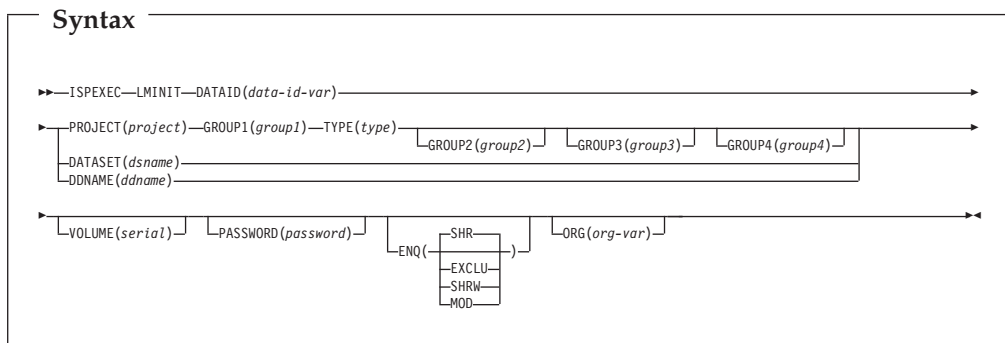 Syntax
ISPEXEC LMINIT DATAID(data-id-var)
PROJECT(project) GROUP1(group1) TYPE(type)
GROUP2(group2) GROUP3(group3) GROUP4(group4)
DATASET(dsname)
DDNAME(ddname)
VOLUME(serial) PASSWORD(password) ENQ( SHR ) ORG(org-var)
EXCLU
SHRW
MOD